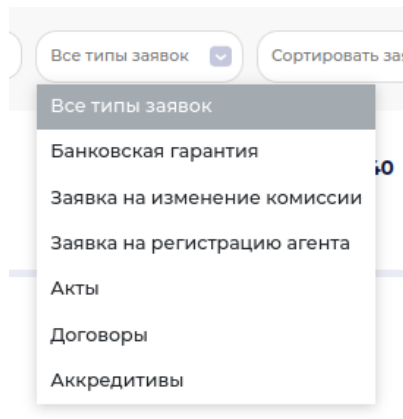 Все типы заявок
Сортировать
Все типы заявок
Банковская гарантия
40
Заявка на изменение комиссии
Заявка на регистрацию агента
Акты
Договоры
Аккредитивы